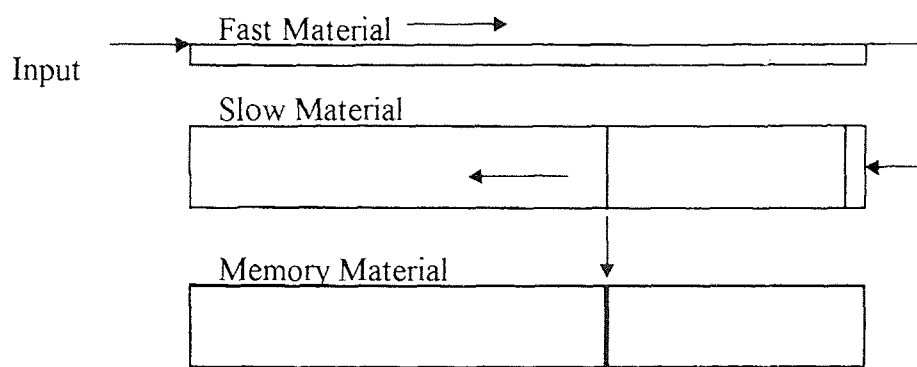 Fast Material
Input
Slow Material
Memory Material